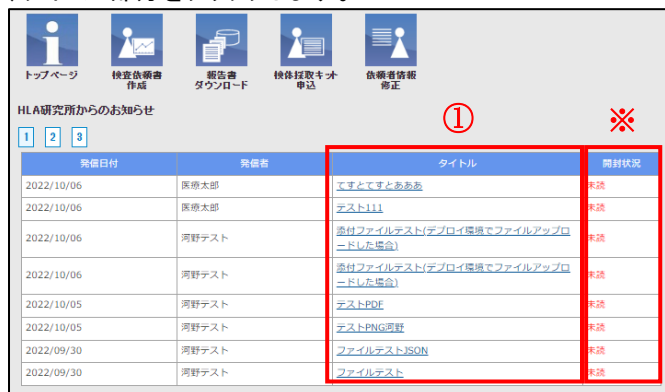 トップページ
検査依頼書
作成
報告書
ダウンロード
検体採取キット
申込
依頼者情報
修正
HLA研究所からのお知らせ
① ※
1 2 3
発信日付 発信者 タイトル 開封状況
2022/10/06 医療太郎 てすとてすとあああ 未読
2022/10/06 医療太郎 テスト111 未読
2022/10/06 河野テスト 添付ファイルテスト(デプロイ環境でファイルアップロ
ードした場合) 未読
2022/10/06 河野テスト 添付ファイルテスト(デプロイ環境でファイルアップロ
ードした場合) 未読
2022/10/05 河野テスト テストPDF 未読
2022/10/05 河野テスト テストPNG河野 未読
2022/09/30 河野テスト ファイルテストJSON 未読
2022/09/30 河野テスト ファイルテスト 未読